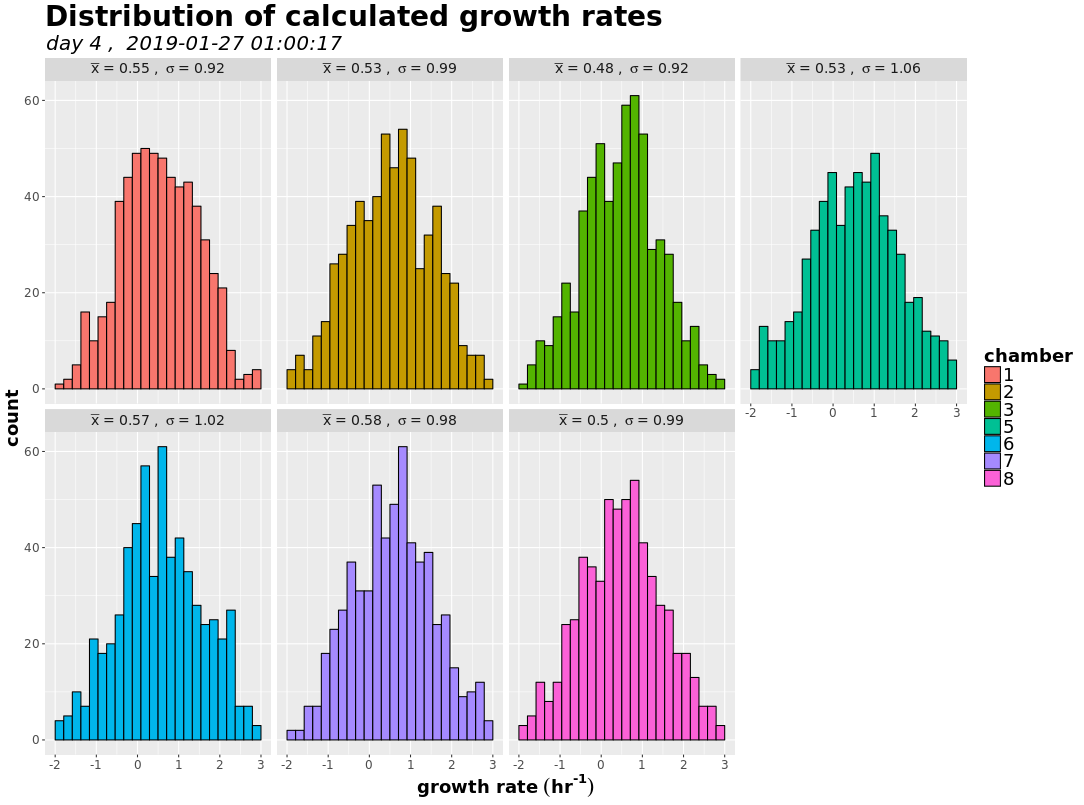 Distribution of calculated growth rates
day 4 ,  2019-01-27 01:00:17
x̅ = 0.55 ,  σ = 0.92
x̅ = 0.53 ,  σ = 0.99
x̅ = 0.48 ,  σ = 0.92
x̅ = 0.53 ,  σ = 1.06
60
40
20
0
-2 -1 0 1 2 3
x̅ = 0.57 ,  σ = 1.02
x̅ = 0.58 ,  σ = 0.98
x̅ = 0.5 ,  σ = 0.99
60
40
20
0
-2 -1 0 1 2 3
-2 -1 0 1 2 3
-2 -1 0 1 2 3
count
growth rate (hr⁻¹)
chamber
1
2
3
5
6
7
8